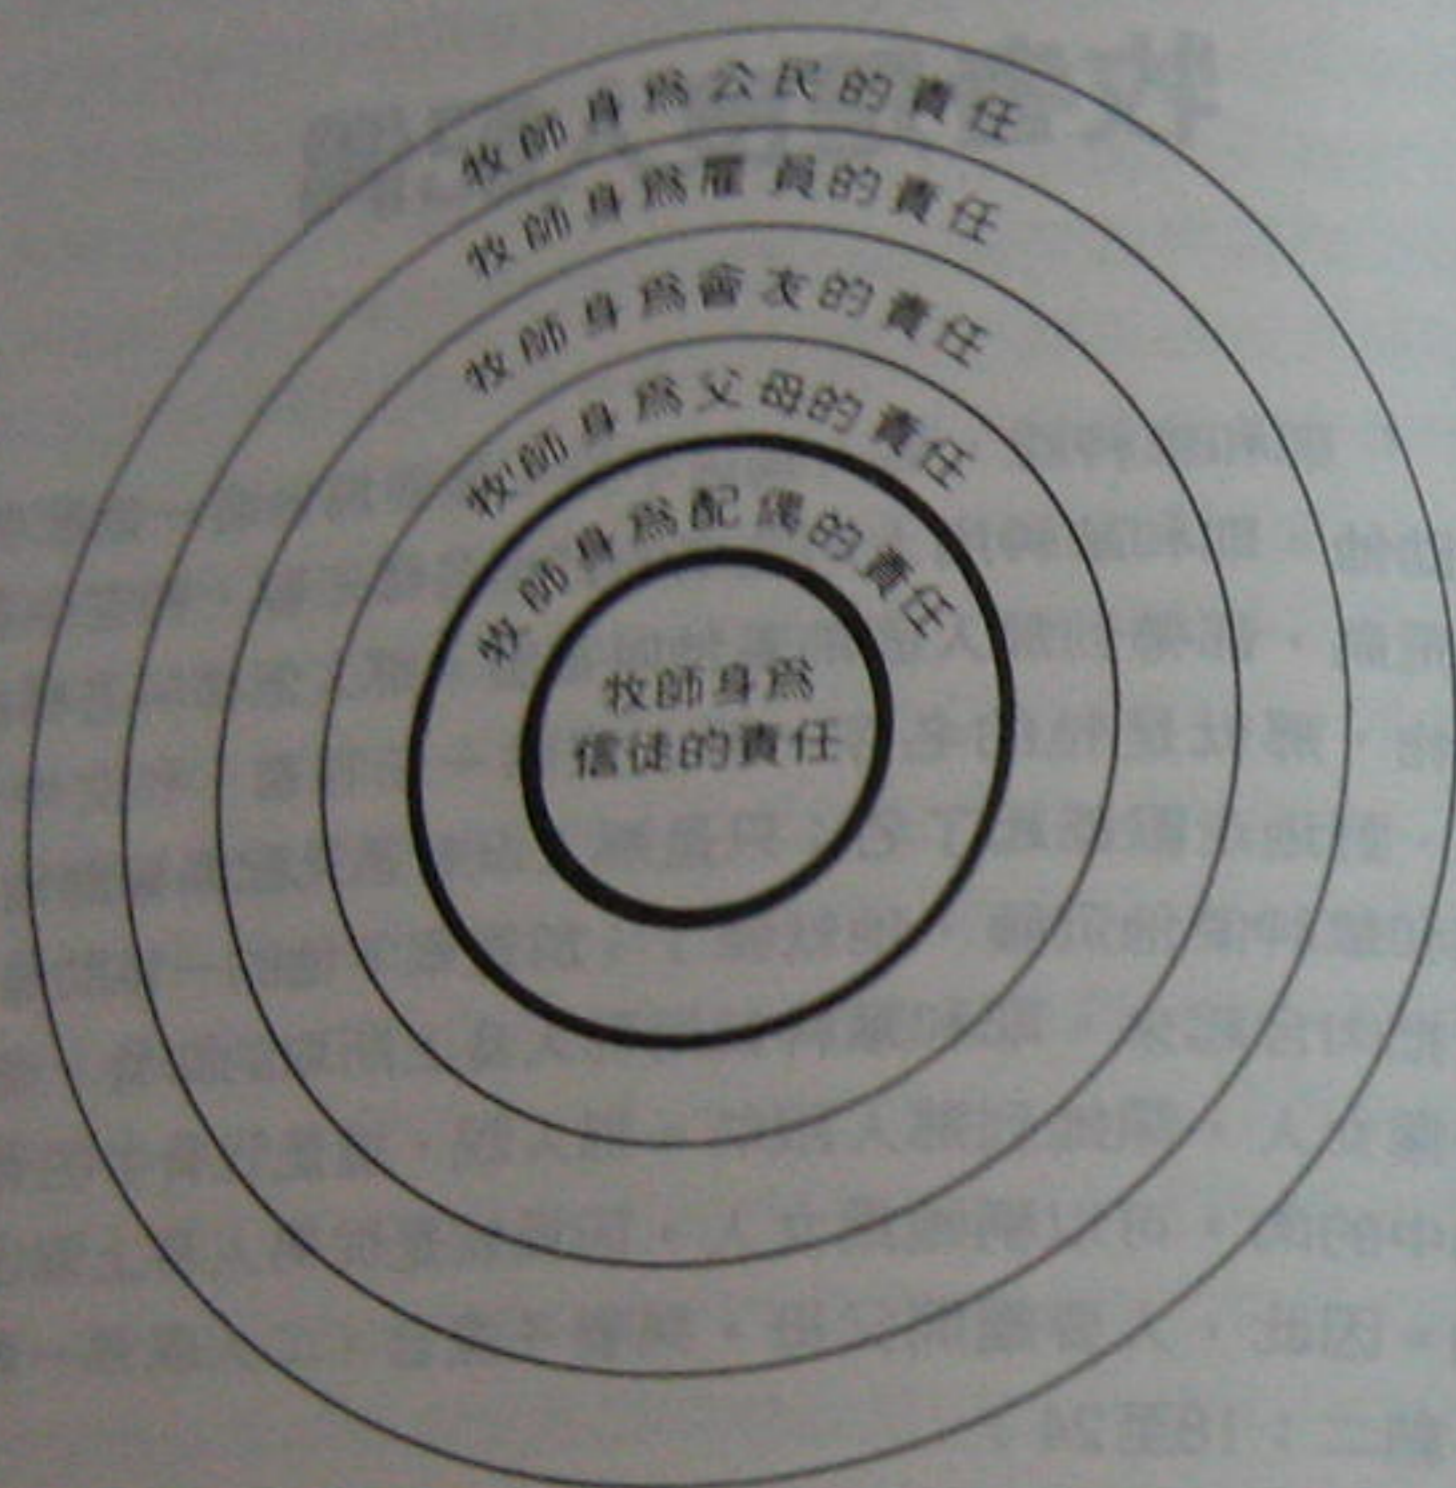 牧師身爲公民的責任
牧師身爲雇員的責任
牧師身爲會友的責任
牧師身爲父母的責任
牧師身爲配偶的責任
牧師身爲
信徒的責任